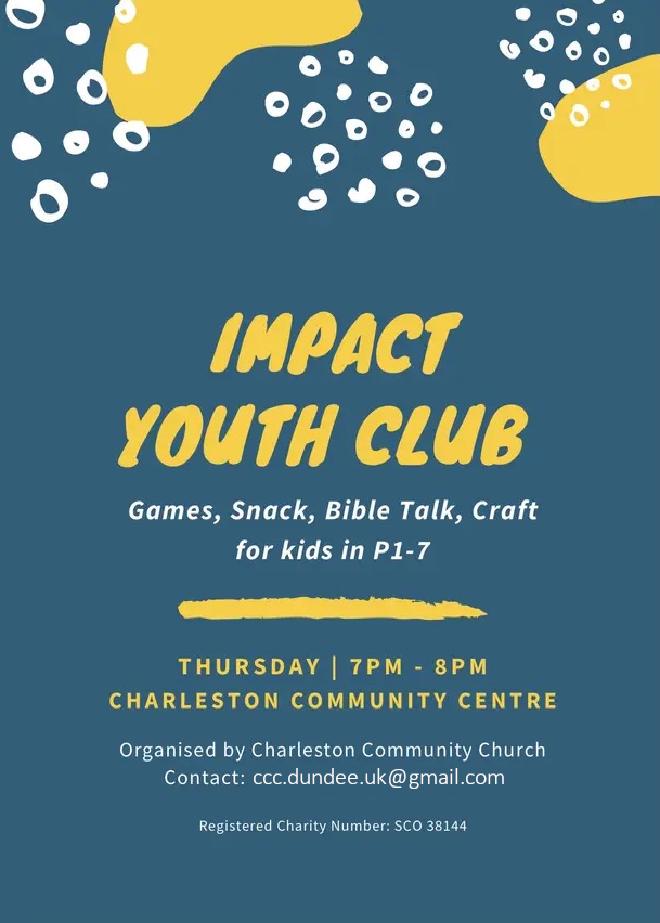 IMPACT
YOUTH CLUB
Games, Snack, Bible Talk, Craft
for kids in P1-7
THURSDAY | 7PM - 8PM
CHARLESTON COMMUNITY CENTRE
Organised by Charleston Community Church
Contact: ccc.dundee.uk@gmail.com
Registered Charity Number: SCO 38144